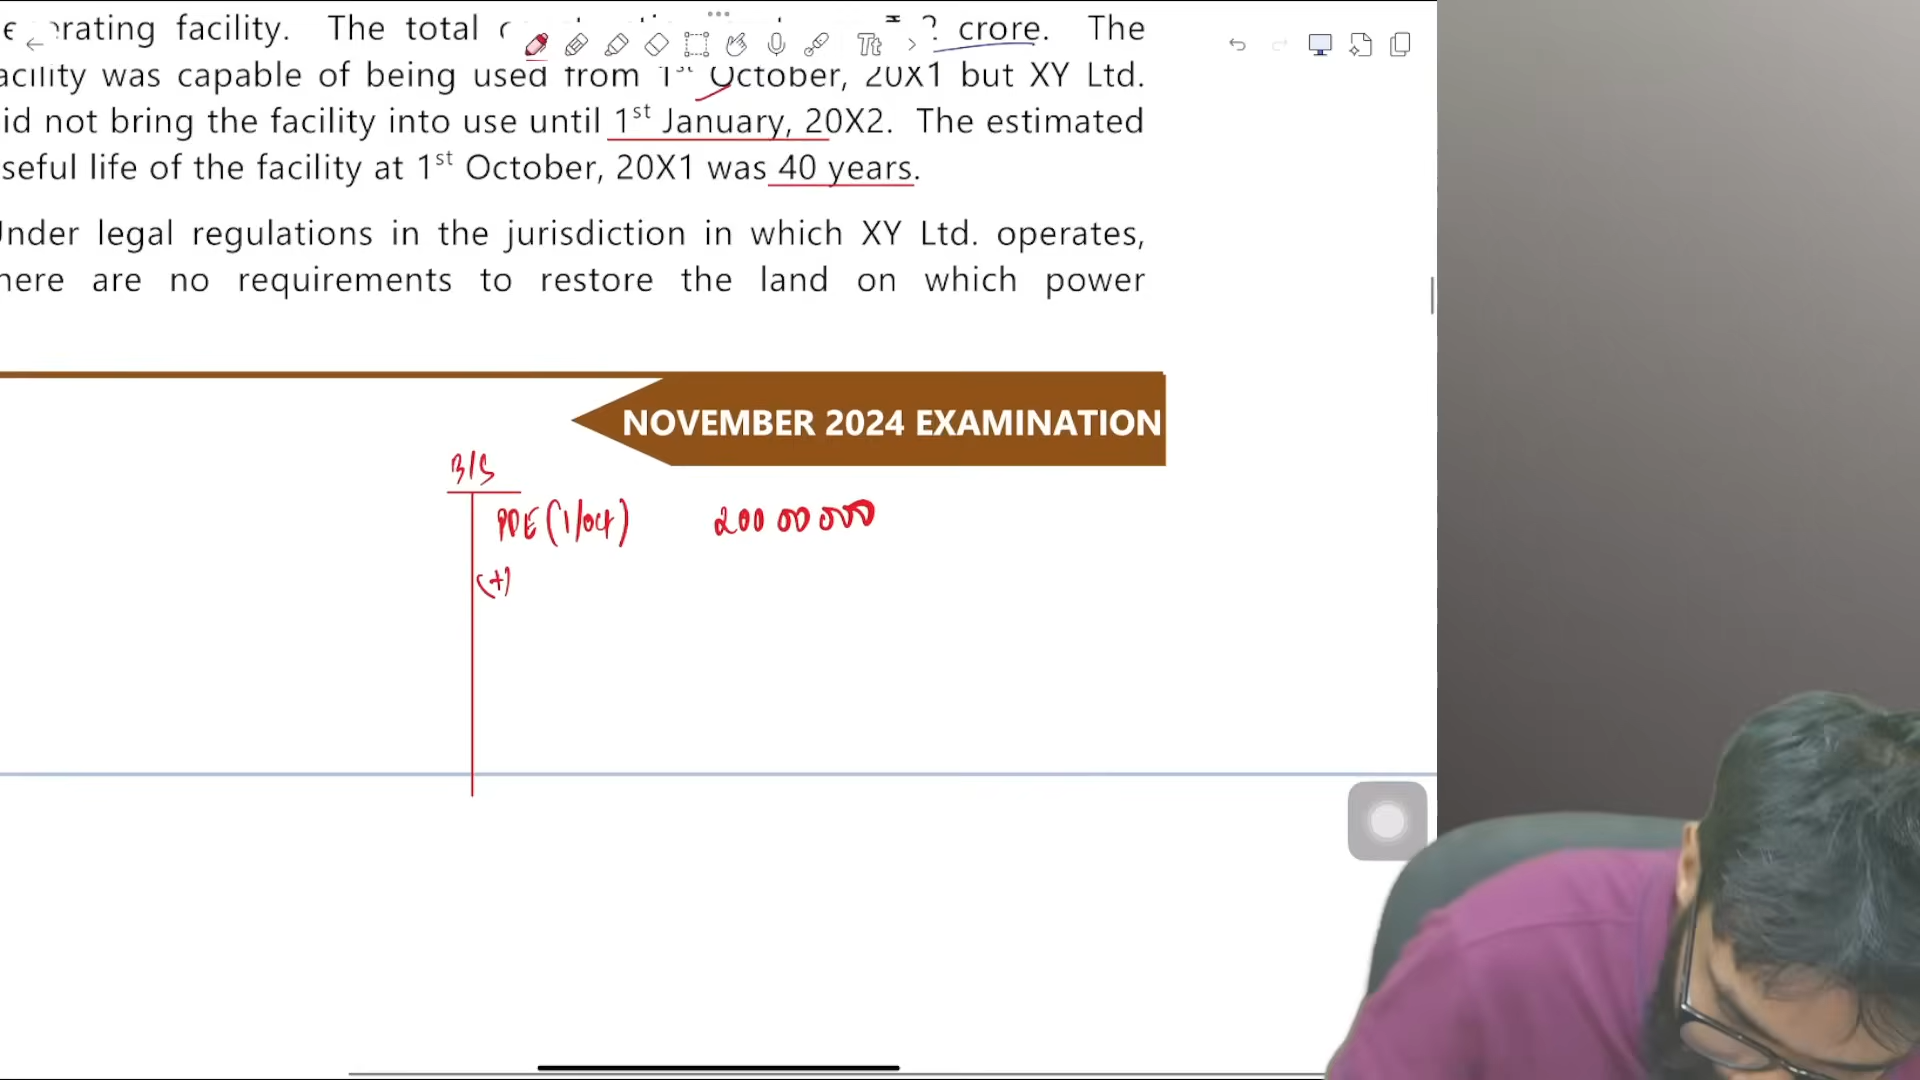 erating facility. The total crore. The
acility was capable of being used from 1st October, 20X1 but XY Ltd.
id not bring the facility into use until 1st January, 20X2. The estimated
seful life of the facility at 1st October, 20X1 was 40 years.
Under legal regulations in the jurisdiction in which XY Ltd. operates,
here are no requirements to restore the land on which power
NOVEMBER 2024 EXAMINATION
B/S
PPE (1/Oct) 200 00 000
(+)
Tt